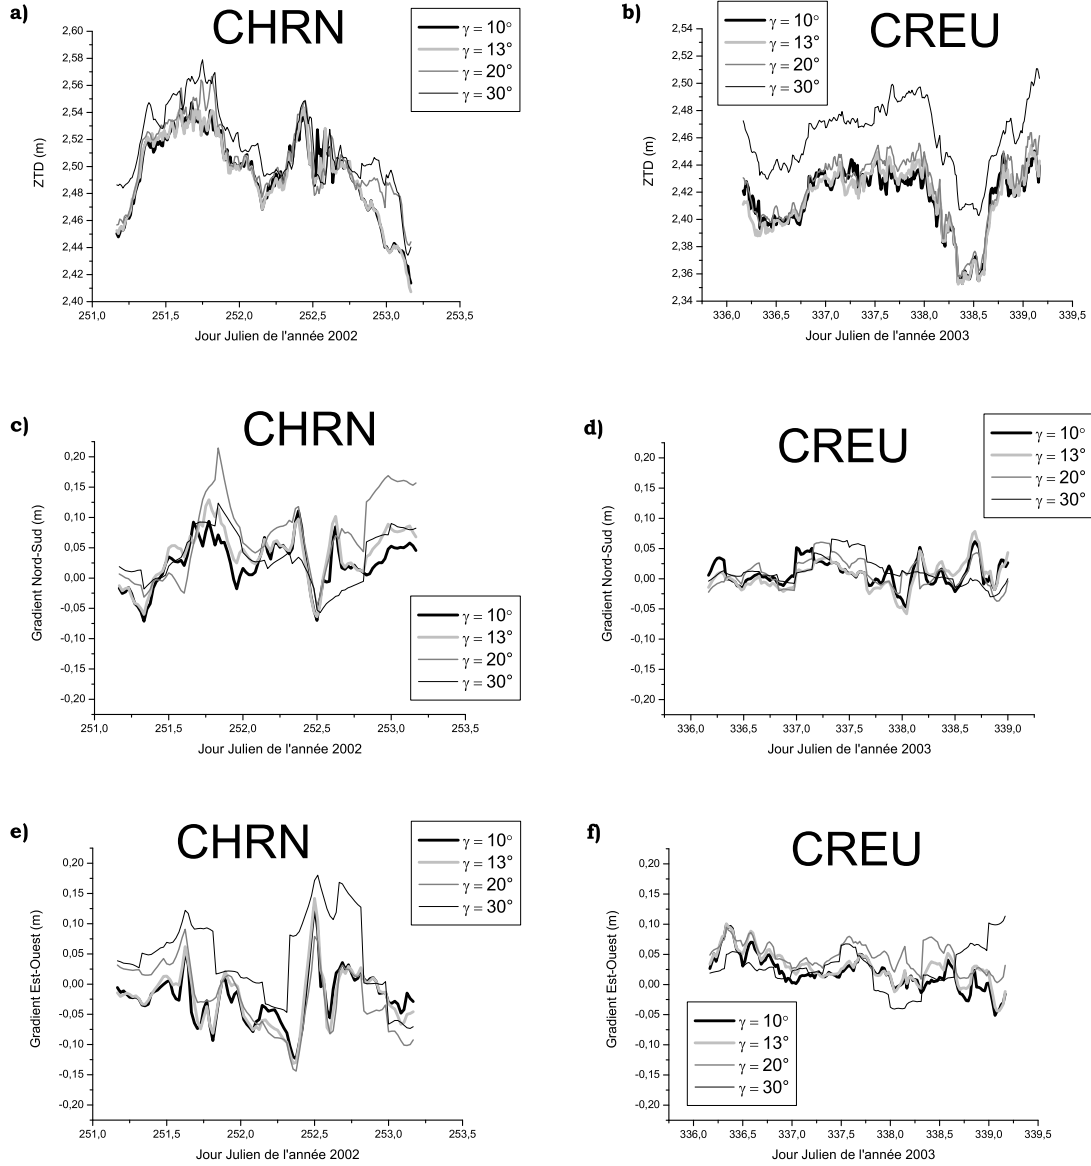 a)
CHRN
γ = 10°
γ = 13°
γ = 20°
γ = 30°
2,60
2,58
2,56
2,54
2,52
2,50
2,48
2,46
2,44
2,42
2,40
ZTD (m)
251,0 251,5 252,0 252,5 253,0 253,5
Jour Julien de l'année 2002
b)
CREU
γ = 10°
γ = 13°
γ = 20°
γ = 30°
2,54
2,52
2,50
2,48
2,46
2,44
2,42
2,40
2,38
2,36
2,34
ZTD (m)
336,0 336,5 337,0 337,5 338,0 338,5 339,0 339,5
Jour Julien de l'année 2003
c)
CHRN
0,20
0,15
0,10
0,05
0,00
-0,05
-0,10
-0,15
-0,20
Gradient Nord-Sud (m)
γ = 10°
γ = 13°
γ = 20°
γ = 30°
251,0 251,5 252,0 252,5 253,0 253,5
Jour Julien de l'année 2002
d)
CREU
γ = 10°
γ = 13°
γ = 20°
γ = 30°
0,20
0,15
0,10
0,05
0,00
-0,05
-0,10
-0,15
-0,20
Gradient Nord-Sud (m)
336,0 336,5 337,0 337,5 338,0 338,5 339,0
Jour Julien de l'année 2003
e)
CHRN
γ = 10°
γ = 13°
γ = 20°
γ = 30°
0,20
0,15
0,10
0,05
0,00
-0,05
-0,10
-0,15
-0,20
Gradient Est-Ouest (m)
251,0 251,5 252,0 252,5 253,0 253,5
Jour Julien de l'année 2002
f)
CREU
0,20
0,15
0,10
0,05
0,00
-0,05
-0,10
-0,15
-0,20
Gradient Est-Ouest (m)
γ = 10°
γ = 13°
γ = 20°
γ = 30°
336,0 336,5 337,0 337,5 338,0 338,5 339,0 339,5
Jour Julien de l'année 2003